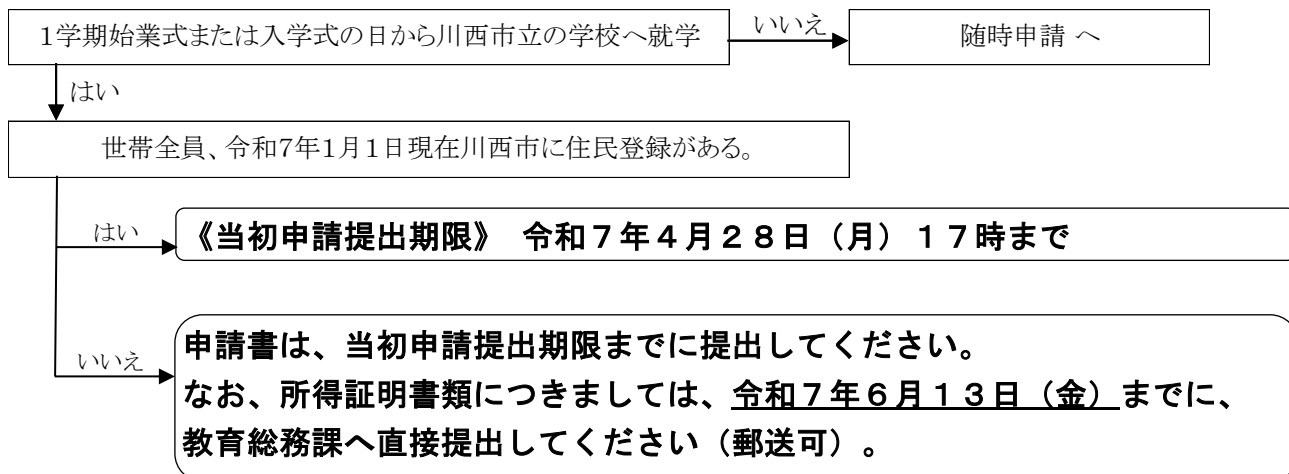 1学期始業式または入学式の日から川西市立の学校へ就学
いいえ
随時申請 へ
はい
世帯全員、令和7年1月1日現在川西市に住民登録がある。
はい
《当初申請提出期限》 令和7年4月28日（月）17時まで
いいえ
申請書は、当初申請提出期限までに提出してください。
なお、所得証明書類につきましては、令和7年6月13日（金）までに、
教育総務課へ直接提出してください（郵送可）。